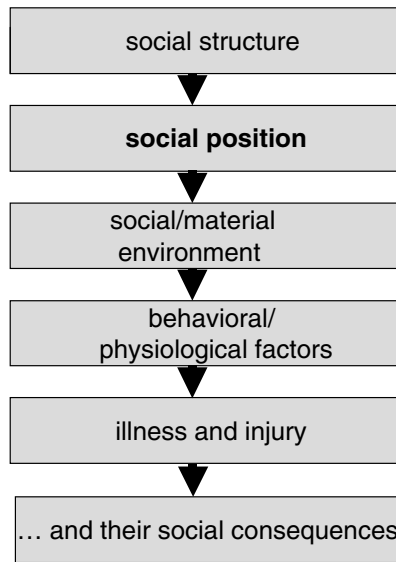 social structure
social position
social/material
environment
behavioral/
physiological factors
illness and injury
… and their social consequences